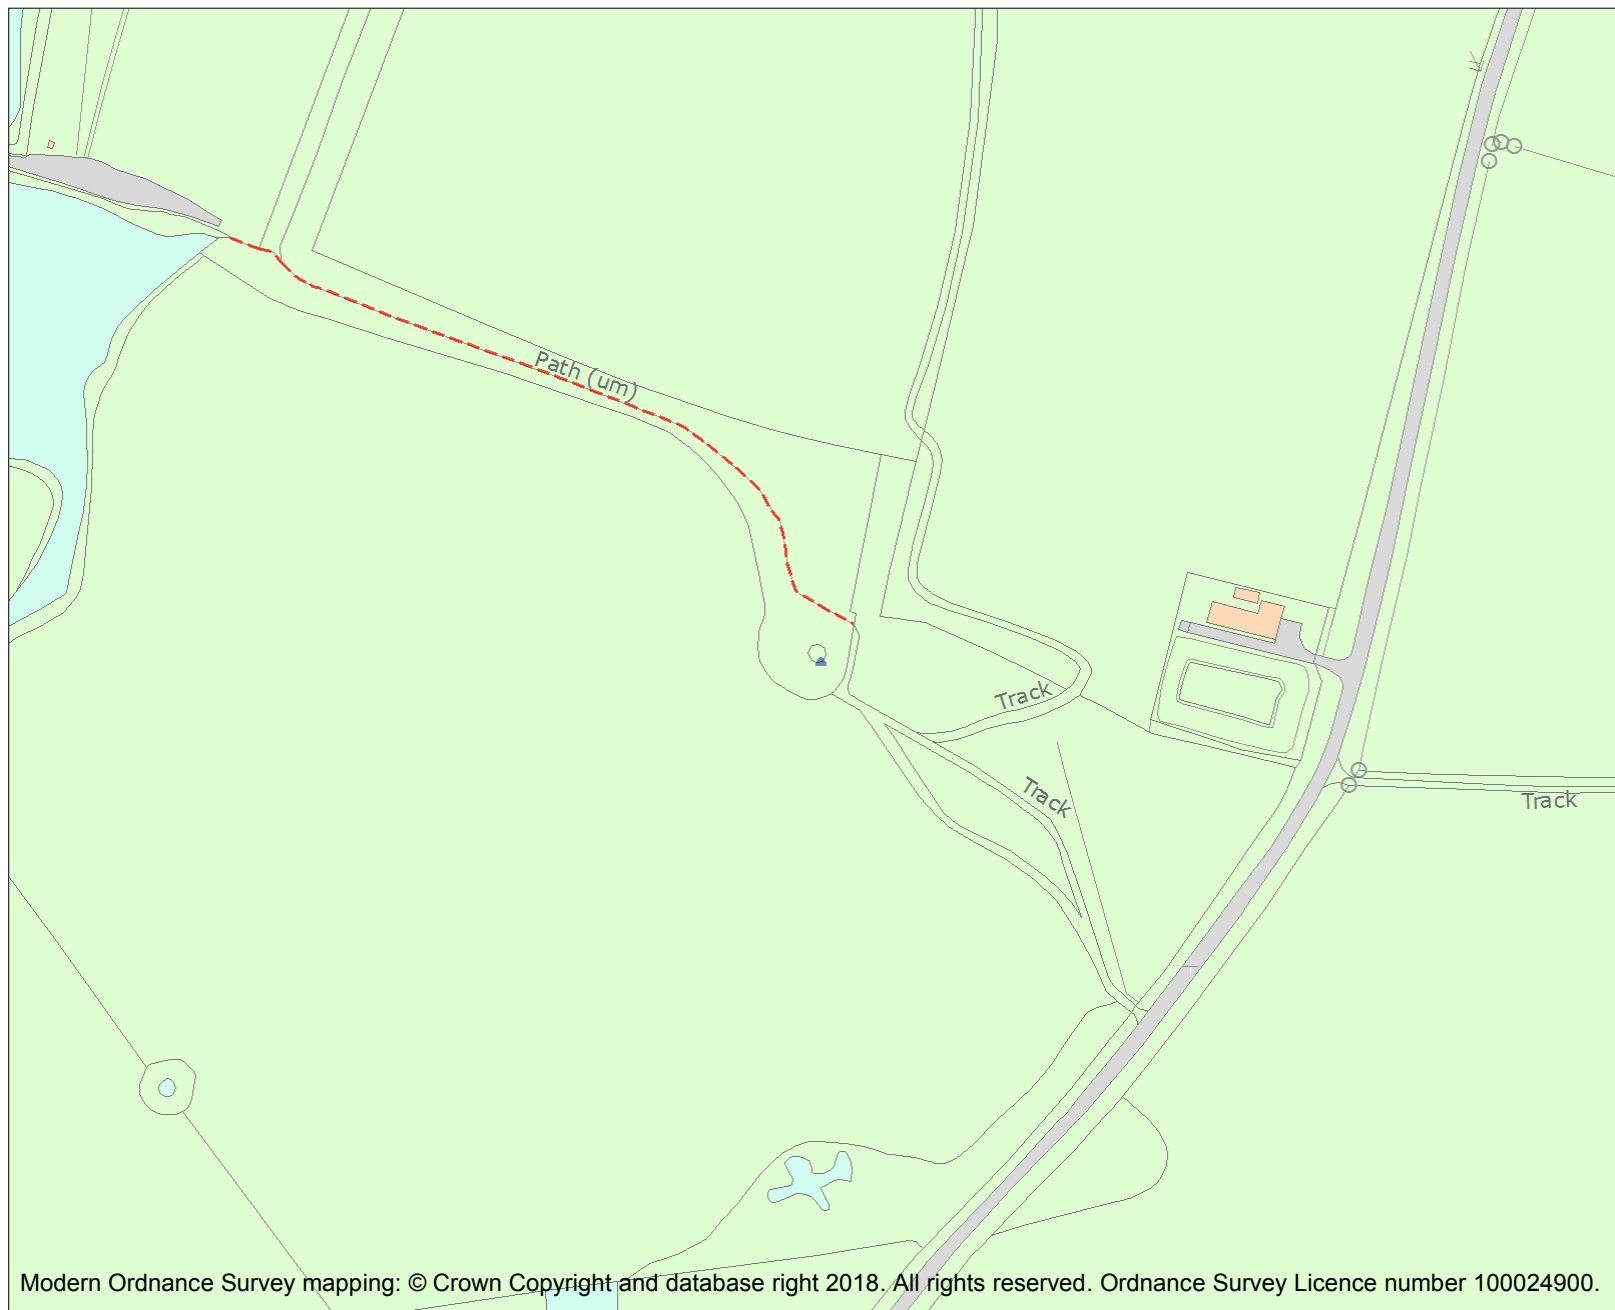 Path (um)
Track
Track
Track
Modern Ordnance Survey mapping: © Crown Copyright and database right 2018. All rights reserved. Ordnance Survey Licence number 100024900.